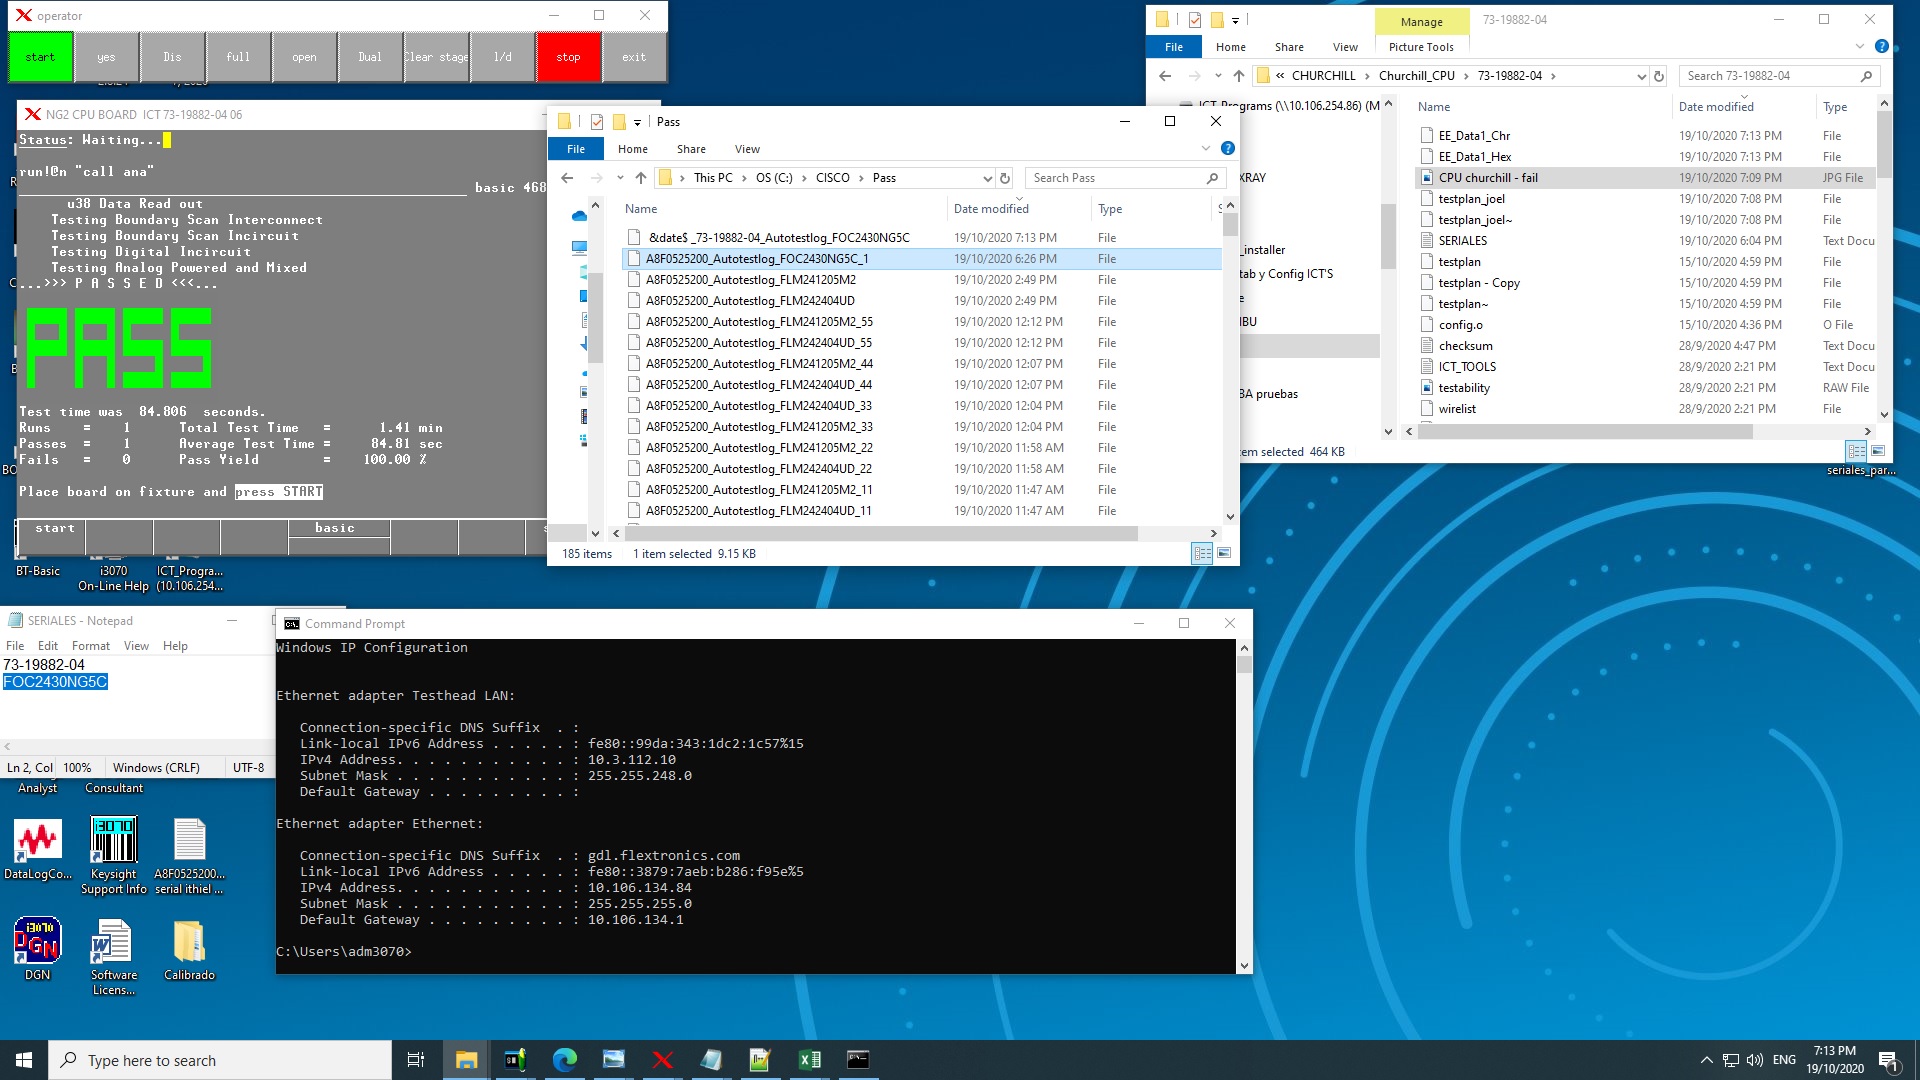 operator
start yes Dis full open Dual Clear stage l/d stop exit
NG2 CPU BOARD ICT 73-19882-04 06
Status: Waiting...
run!@n "call ana"
basic 468
u38 Data Read out
Testing Boundary Scan Interconnect
Testing Boundary Scan Incircuit
Testing Digital Incircuit
Testing Analog Powered and Mixed
...>>> P A S S E D <<<...
PASS
Test time was 84.806 seconds.
Runs = 1 Total Test Time = 1.41 min
Passes = 1 Average Test Time = 84.81 sec
Fails = 0 Pass Yield = 100.00 %
Place board on fixture and press START
start basic
Pass
File Home Share View
This PC > OS (C:) > CISCO > Pass
Search Pass
Name Date modified Type
&date$ _73-19882-04_Autotestlog_FOC2430NG5C 19/10/2020 7:13 PM File
A8F0525200_Autotestlog_FOC2430NG5C_1 19/10/2020 6:26 PM File
A8F0525200_Autotestlog_FLM241205M2 19/10/2020 2:49 PM File
A8F0525200_Autotestlog_FLM242404UD 19/10/2020 2:49 PM File
A8F0525200_Autotestlog_FLM241205M2_55 19/10/2020 12:12 PM File
A8F0525200_Autotestlog_FLM242404UD_55 19/10/2020 12:12 PM File
A8F0525200_Autotestlog_FLM241205M2_44 19/10/2020 12:07 PM File
A8F0525200_Autotestlog_FLM242404UD_44 19/10/2020 12:07 PM File
A8F0525200_Autotestlog_FLM242404UD_33 19/10/2020 12:04 PM File
A8F0525200_Autotestlog_FLM241205M2_33 19/10/2020 12:04 PM File
A8F0525200_Autotestlog_FLM241205M2_22 19/10/2020 11:58 AM File
A8F0525200_Autotestlog_FLM242404UD_22 19/10/2020 11:58 AM File
A8F0525200_Autotestlog_FLM241205M2_11 19/10/2020 11:47 AM File
A8F0525200_Autotestlog_FLM242404UD_11 19/10/2020 11:47 AM File
185 items 1 item selected 9.15 KB
Manage
73-19882-04
File Home Share View Picture Tools
« CHURCHILL > Churchill_CPU > 73-19882-04 >
Search 73-19882-04
ICT_Programs (\\10.106.254.86) (M
XRAY
_installer
tab y Config ICT'S
e
IBU
BA pruebas
Name Date modified Type
EE_Data1_Chr 19/10/2020 7:13 PM File
EE_Data1_Hex 19/10/2020 7:13 PM File
CPU churchill - fail 19/10/2020 7:09 PM JPG File
testplan_joel 19/10/2020 7:08 PM File
testplan_joel~ 19/10/2020 7:08 PM File
SERIALES 19/10/2020 6:04 PM Text Docu
testplan 15/10/2020 4:59 PM File
testplan - Copy 15/10/2020 4:59 PM File
testplan~ 15/10/2020 4:59 PM File
config.o 15/10/2020 4:36 PM O File
checksum 28/9/2020 4:47 PM Text Docu
ICT_TOOLS 28/9/2020 2:21 PM Text Docu
testability 28/9/2020 2:21 PM RAW File
wirelist 28/9/2020 2:21 PM File
em selected 464 KB
seriales_par...
BT-Basic
i3070
On-Line Help
ICT_Progra...
(10.106.254...
SERIALES - Notepad
File Edit Format View Help
73-19882-04
FOC2430NG5C
Ln 2, Col 100% Windows (CRLF) UTF-8
Analyst
Consultant
DataLogCo...
i3070
Keysight
Support Info
A8F0525200...
serial ithiel ...
i3070
DGN
DGN
Software
Licens...
Calibrado
Command Prompt
Windows IP Configuration
Ethernet adapter Testhead LAN:
Connection-specific DNS Suffix . :
Link-local IPv6 Address . . . . . : fe80::99da:343:1dc2:1c57%15
IPv4 Address. . . . . . . . . . . : 10.3.112.10
Subnet Mask . . . . . . . . . . . : 255.255.248.0
Default Gateway . . . . . . . . . :
Ethernet adapter Ethernet:
Connection-specific DNS Suffix . : gdl.flextronics.com
Link-local IPv6 Address . . . . . : fe80::3879:7aeb:b286:f95e%5
IPv4 Address. . . . . . . . . . . : 10.106.134.84
Subnet Mask . . . . . . . . . . . : 255.255.255.0
Default Gateway . . . . . . . . . : 10.106.134.1
C:\Users\adm3070>
Type here to search
ENG
7:13 PM
19/10/2020
1